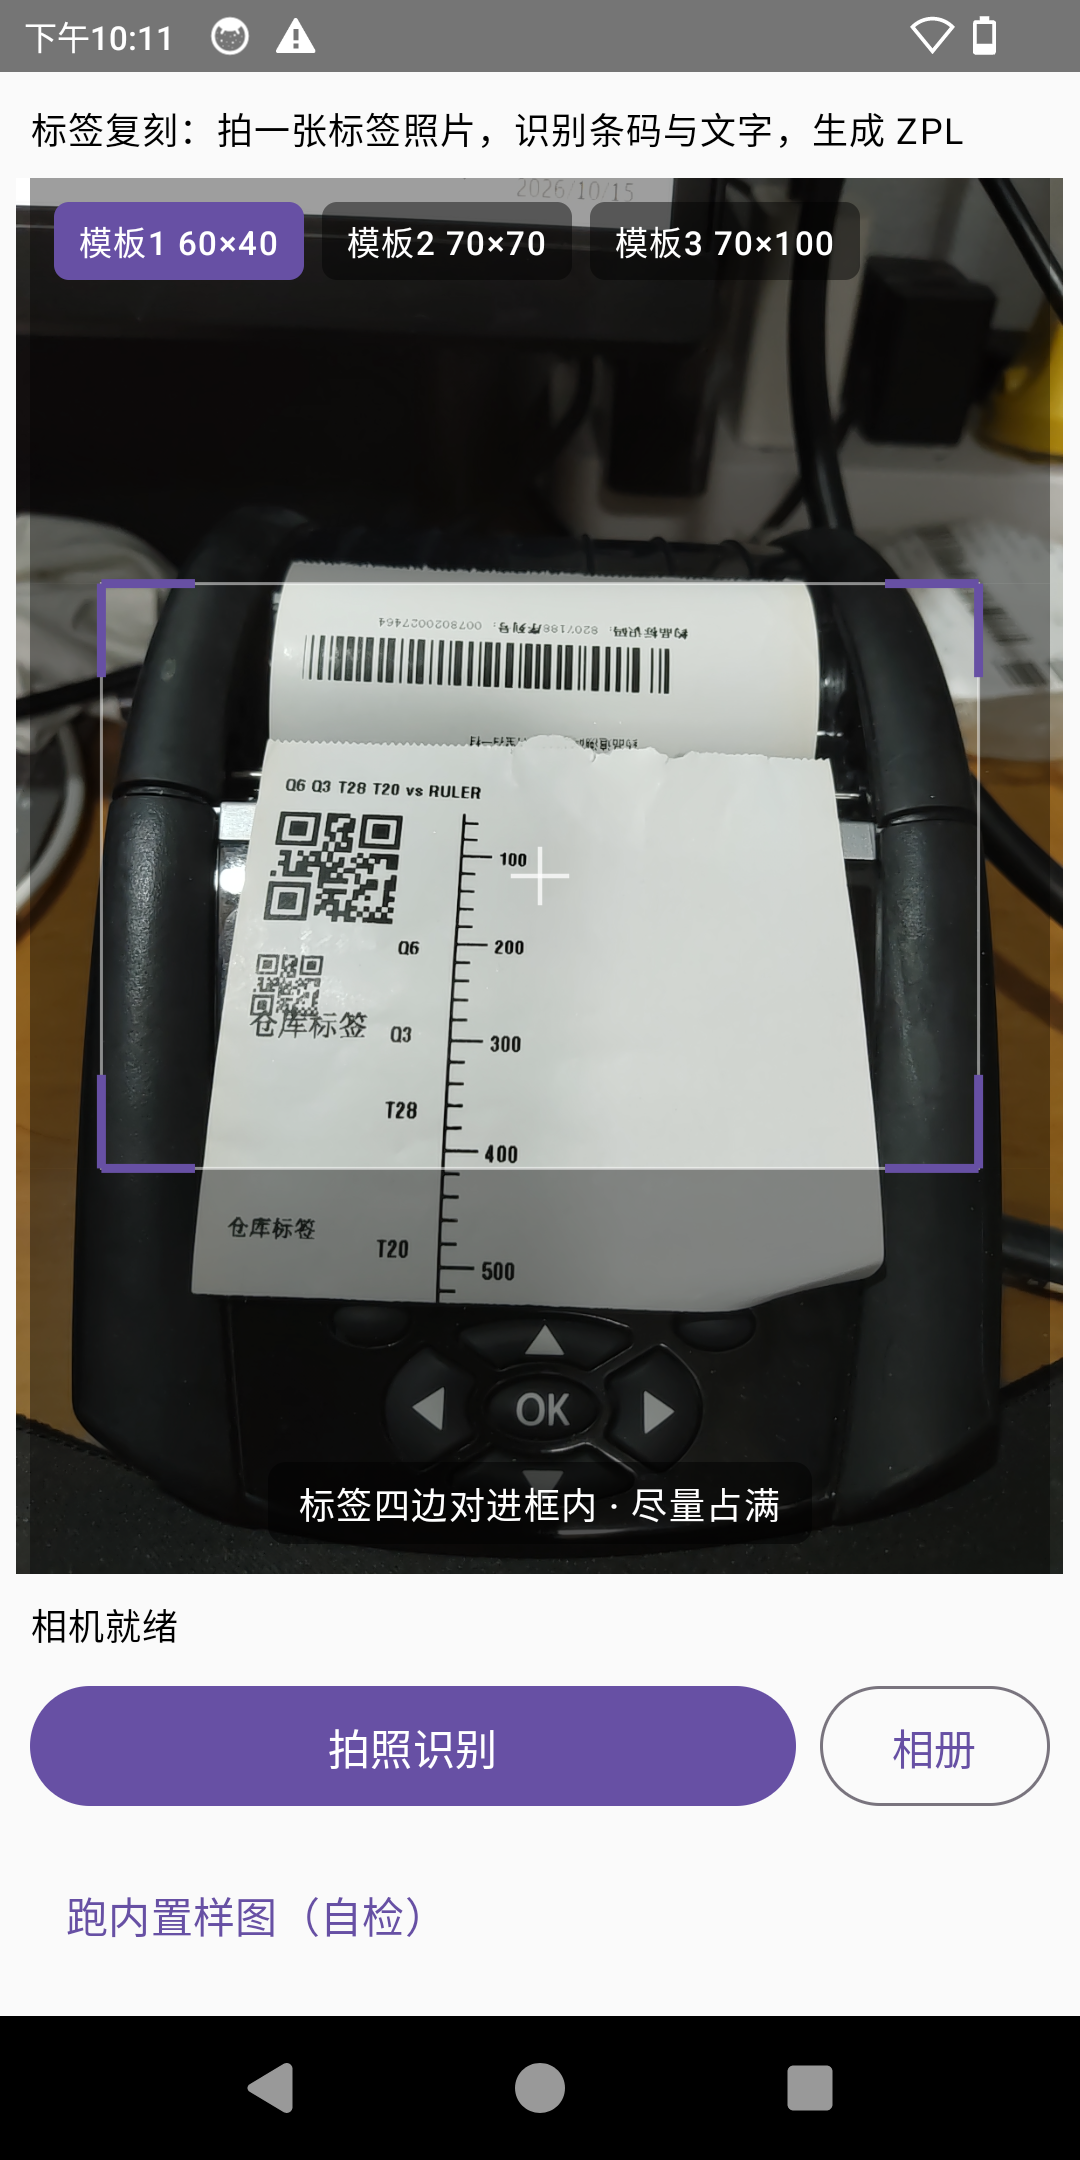 下午10:11
标签复刻：拍一张标签照片，识别条码与文字，生成 ZPL
2026/10/15
模板1 60×40
模板2 70×70
模板3 70×100
Q6 Q3 T28 T20 vs RULER
100
Q6
200
仓库标签
Q3
300
T28
400
仓库标签
T20
500
OK
标签四边对进框内 · 尽量占满
相机就绪
拍照识别
相册
跑内置样图（自检）